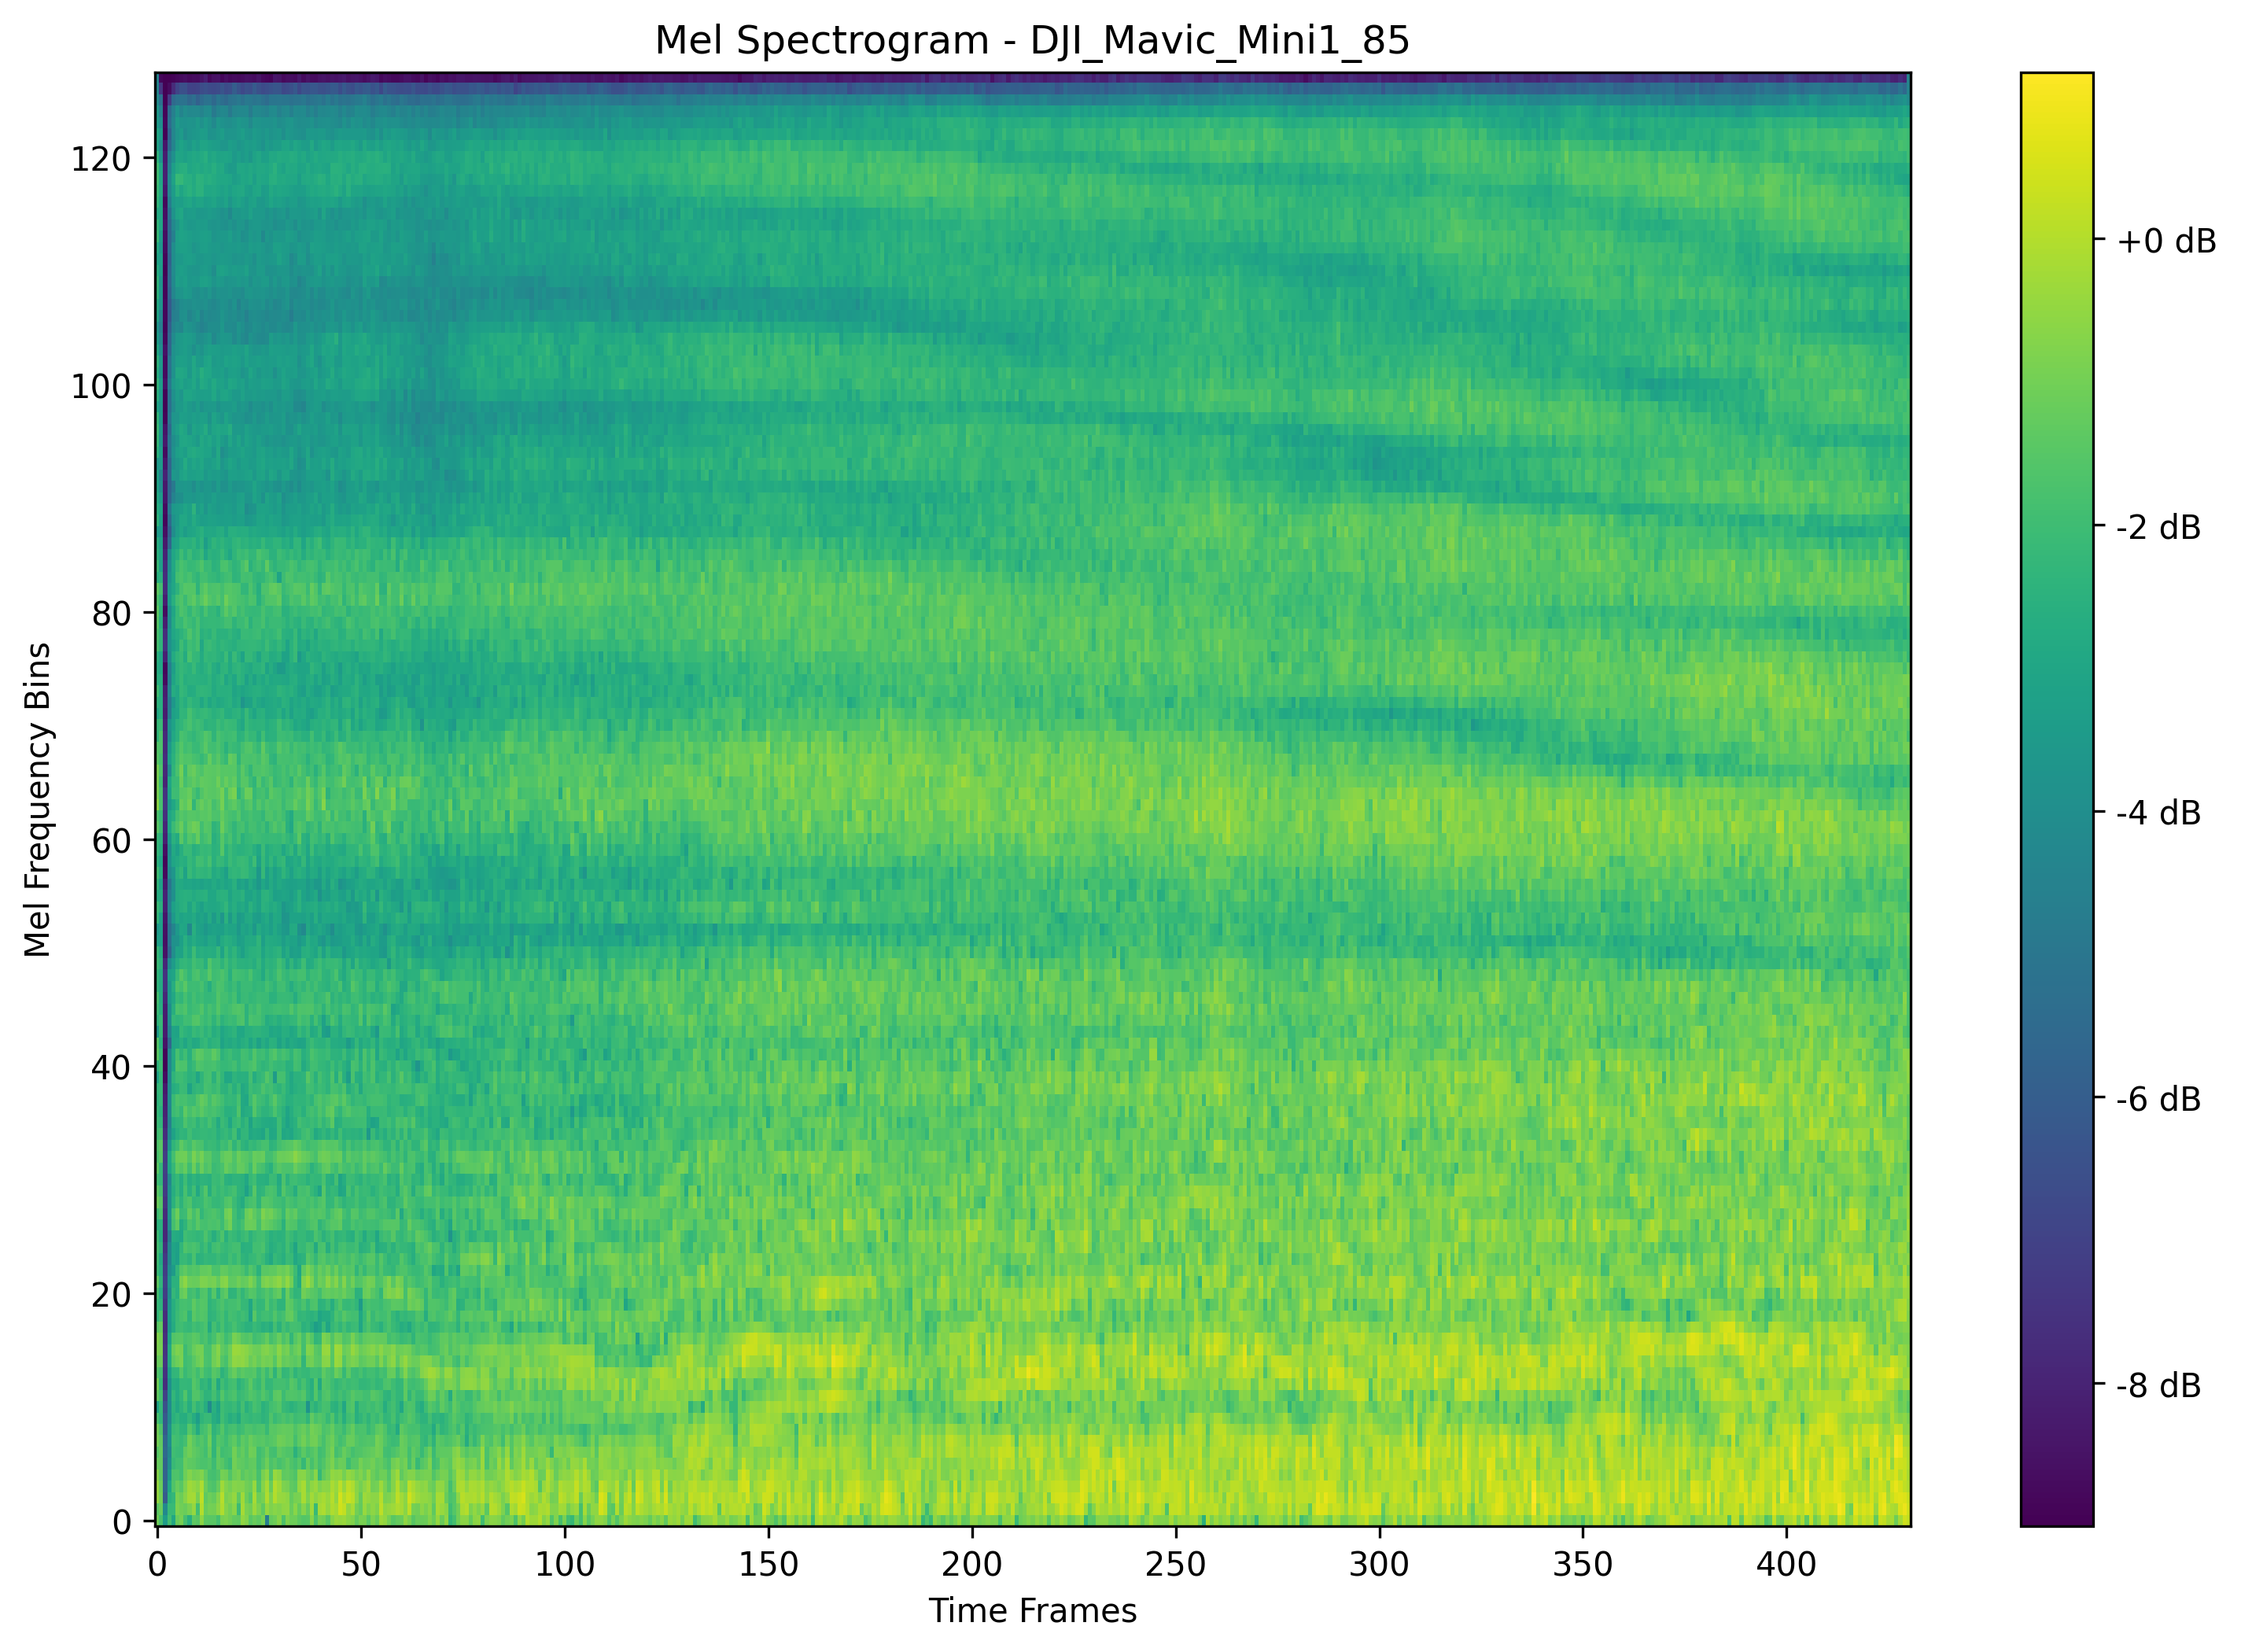 Mel Spectrogram - DJI_Mavic_Mini1_85
Mel Frequency Bins
120
100
80
60
40
20
0
0 50 100 150 200 250 300 350 400
Time Frames
+0 dB
-2 dB
-4 dB
-6 dB
-8 dB